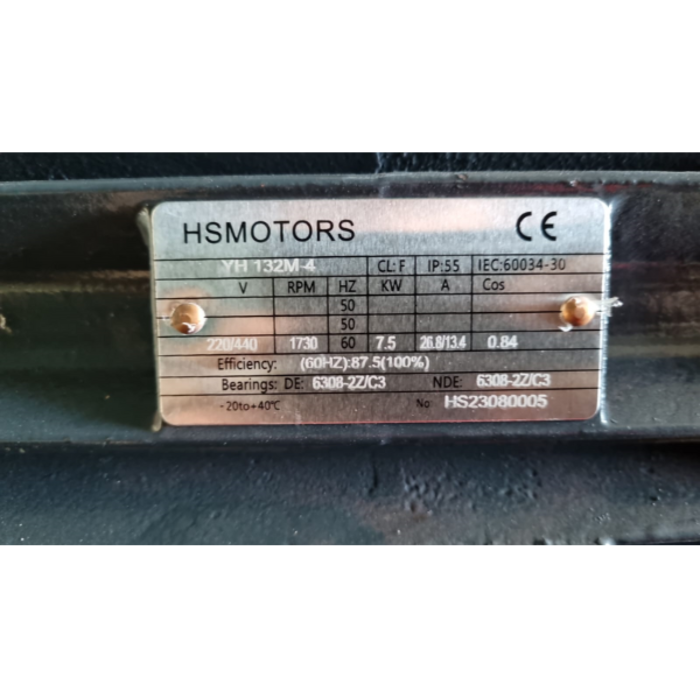 HSMOTORS CE
YH 132M-4 CL: F IP:55 IEC:60034-30
V RPM HZ KW A Cos
50
50
220/440 1730 60 7.5 26.8/13.4 0.84
Efficiency: (60HZ):87.5(100%)
Bearings: DE: 6308-2Z/C3 NDE: 6308-2Z/C3
-20to+40℃ No: HS23080005